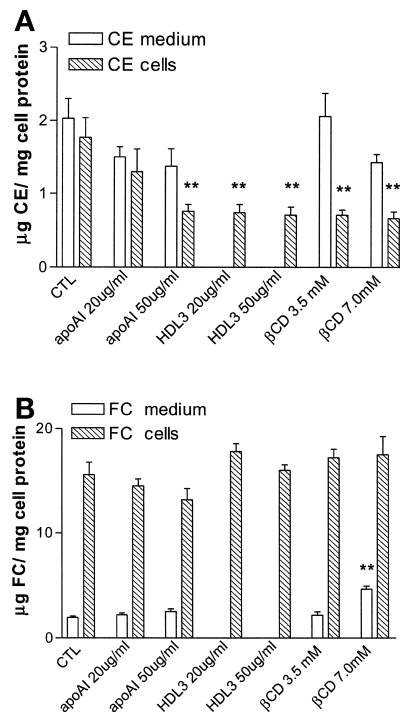 A
CE medium
CE cells
3
2
1
0
µg CE/ mg cell protein
** ** ** ** **
CTL
apoAI 20ug/ml
apoAI 50ug/ml
HDL3 20ug/ml
HDL3 50ug/ml
βCD 3.5 mM
βCD 7.0mM
B
FC medium
FC cells
20
10
0
µg FC/ mg cell protein
**
CTL
apoAI 20ug/ml
apoAI 50ug/ml
HDL3 20ug/ml
HDL3 50ug/ml
βCD 3.5 mM
βCD 7.0mM